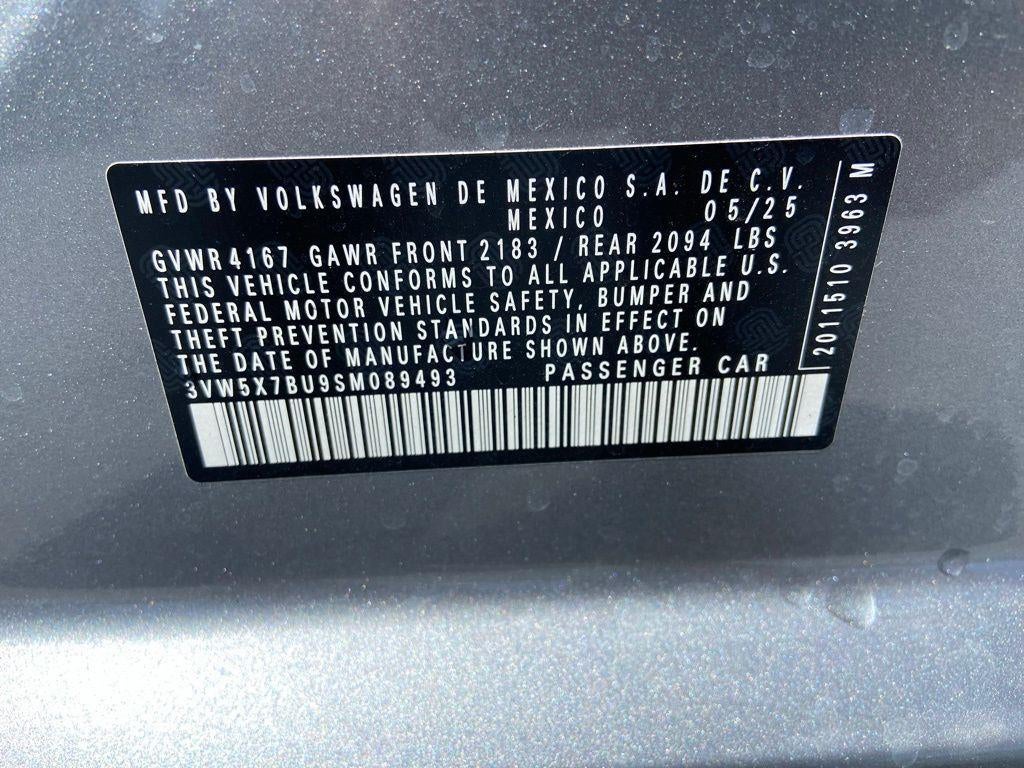 MFD BY VOLKSWAGEN DE MEXICO S.A. DE C.V.
MEXICO 05/25
GVWR 4167 GAWR FRONT 2183 / REAR 2094 LBS
THIS VEHICLE CONFORMS TO ALL APPLICABLE U.S.
FEDERAL MOTOR VEHICLE SAFETY, BUMPER AND
THEFT PREVENTION STANDARDS IN EFFECT ON
THE DATE OF MANUFACTURE SHOWN ABOVE.
3VW5X7BU9SM089493 PASSENGER CAR
2011510 3963 M